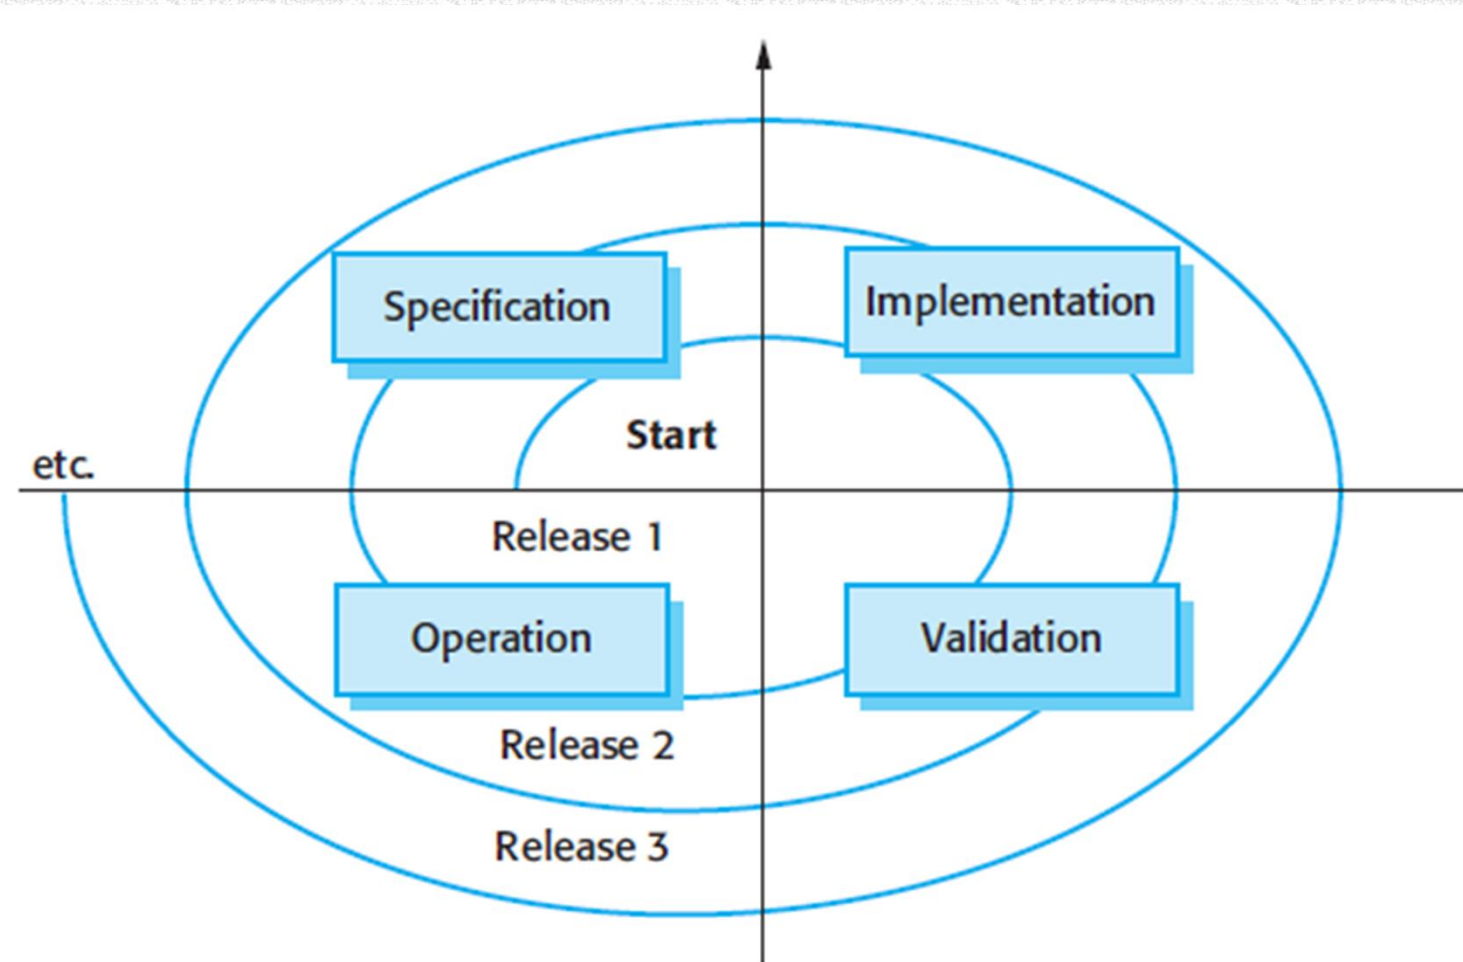 Specification
Implementation
Start
etc.
Release 1
Operation
Validation
Release 2
Release 3